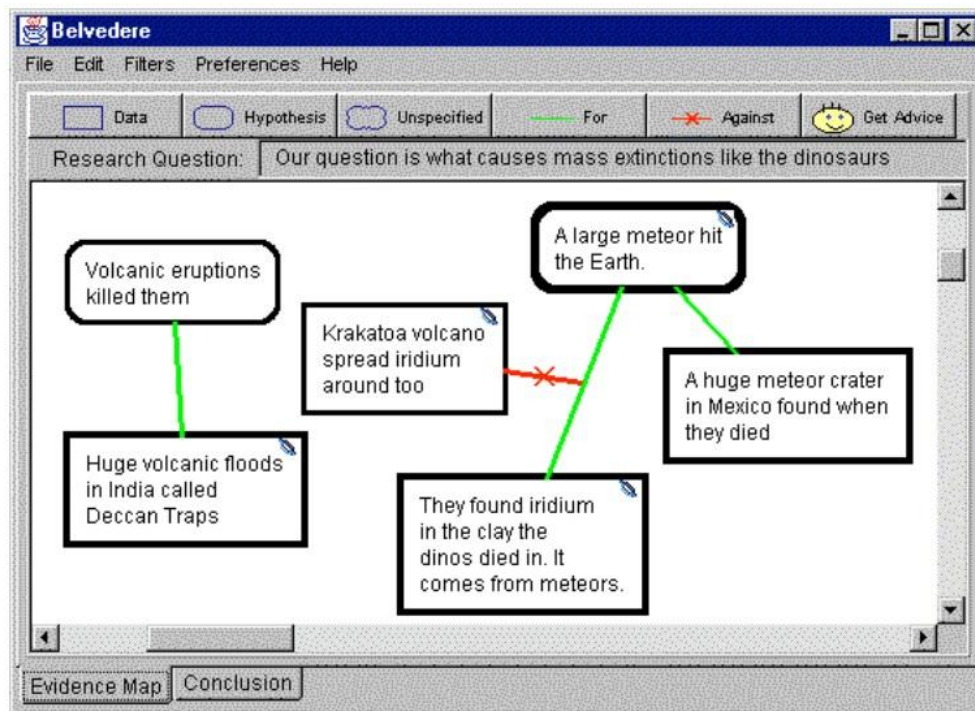 Belvedere
File Edit Filters Preferences Help
Data Hypothesis Unspecified For Against Get Advice
Research Question: Our question is what causes mass extinctions like the dinosaurs
Volcanic eruptions
killed them
Huge volcanic floods
in India called
Deccan Traps
Krakatoa volcano
spread iridium
around too
A large meteor hit
the Earth.
They found iridium
in the clay the
dinos died in. It
comes from meteors.
A huge meteor crater
in Mexico found when
they died
Evidence Map Conclusion